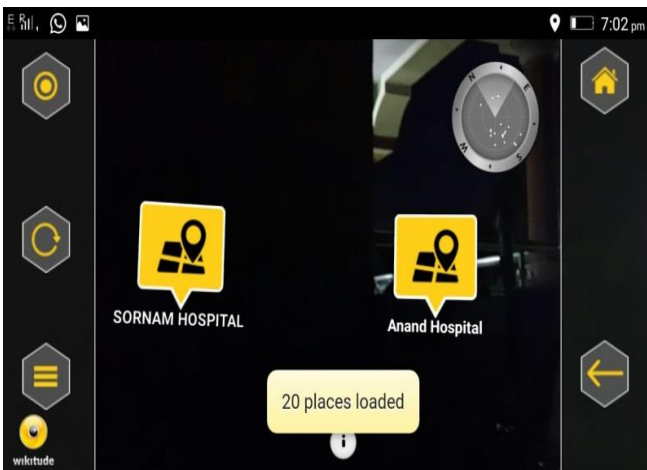 7:02 pm
N
E
S
W
SORNAM HOSPITAL
Anand Hospital
20 places loaded
i
wikitude